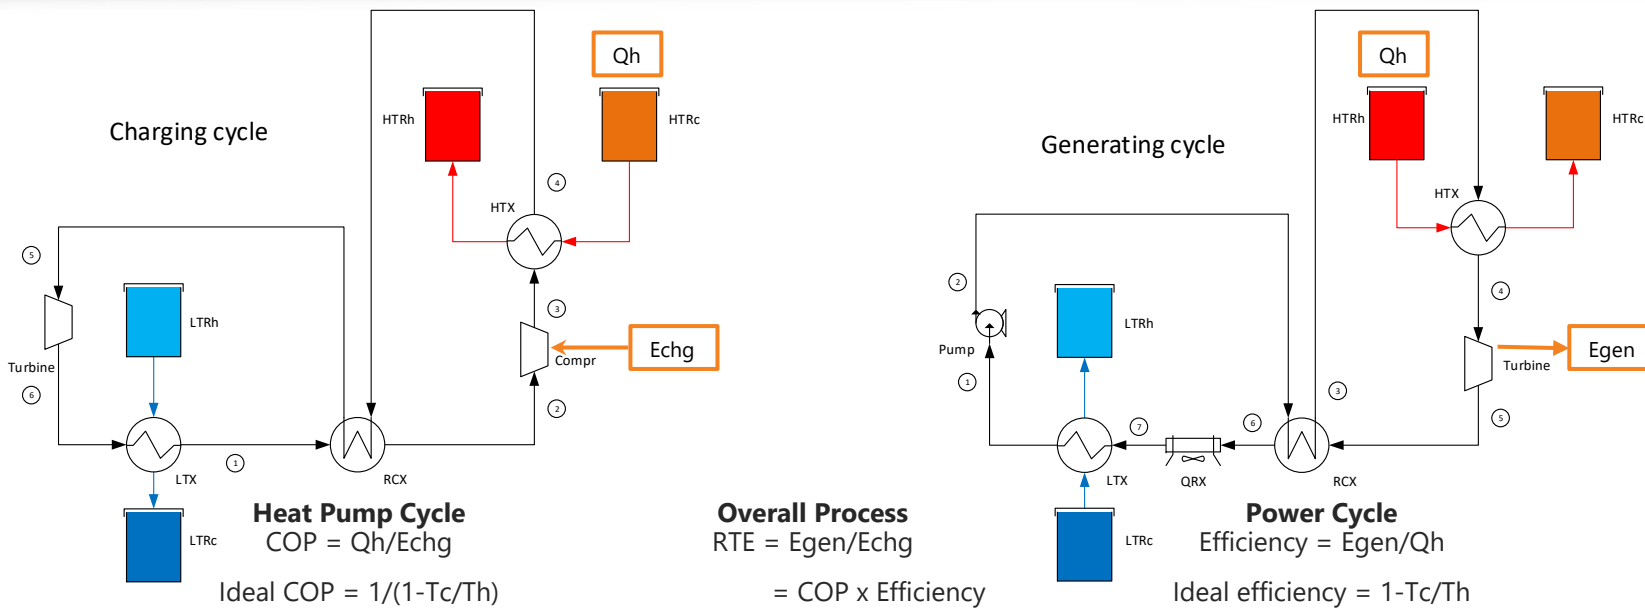 Charging cycle
Qh
HTRh
HTRc
4
HTX
5
3
LTRh
Turbine
Compr
Echg
6
2
1
LTX
RCX
LTRc
Heat Pump Cycle
COP = Qh/Echg
Ideal COP = 1/(1-Tc/Th)
Overall Process
RTE = Egen/Echg
= COP x Efficiency
Generating cycle
Qh
HTRh
HTRc
HTX
2
4
LTRh
Pump
Turbine
Egen
1
3
7
6
5
LTX
QRX
RCX
LTRc
Power Cycle
Efficiency = Egen/Qh
Ideal efficiency = 1-Tc/Th